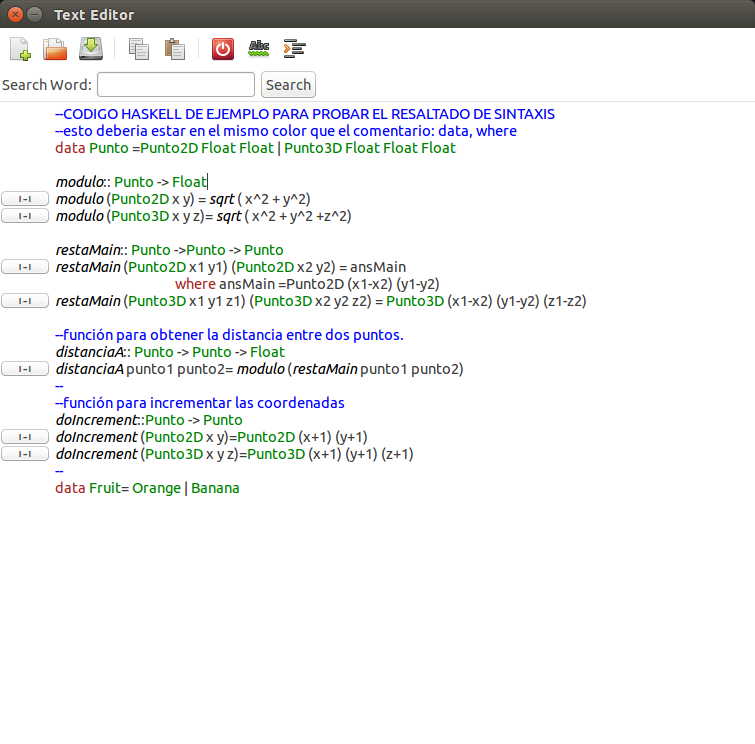 Text Editor
Abc
Search Word: Search
--CODIGO HASKELL DE EJEMPLO PARA PROBAR EL RESALTADO DE SINTAXIS
--esto deberia estar en el mismo color que el comentario: data, where
data Punto =Punto2D Float Float | Punto3D Float Float Float
modulo:: Punto -> Float
I-I modulo (Punto2D x y) = sqrt ( x^2 + y^2)
I-I modulo (Punto3D x y z)= sqrt ( x^2 + y^2 +z^2)
restaMain:: Punto ->Punto -> Punto
I-I restaMain (Punto2D x1 y1) (Punto2D x2 y2) = ansMain
where ansMain =Punto2D (x1-x2) (y1-y2)
I-I restaMain (Punto3D x1 y1 z1) (Punto3D x2 y2 z2) = Punto3D (x1-x2) (y1-y2) (z1-z2)
--función para obtener la distancia entre dos puntos.
distanciaA:: Punto -> Punto -> Float
I-I distanciaA punto1 punto2= modulo (restaMain punto1 punto2)
--
--función para incrementar las coordenadas
doIncrement::Punto -> Punto
I-I doIncrement (Punto2D x y)=Punto2D (x+1) (y+1)
I-I doIncrement (Punto3D x y z)=Punto3D (x+1) (y+1) (z+1)
--
data Fruit= Orange | Banana